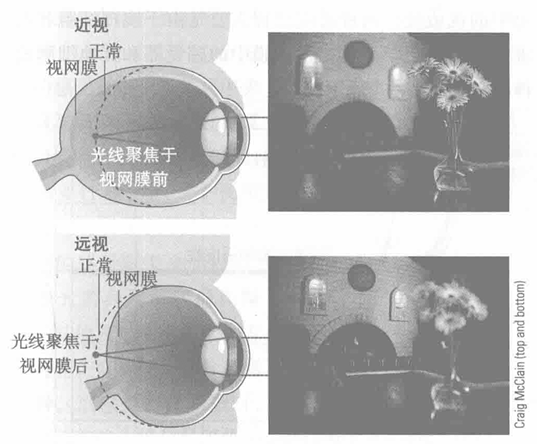 近视
正常
视网膜
光线聚焦于
视网膜前
远视
正常
视网膜
光线聚焦于
视网膜后
Craig McClain (top and bottom)